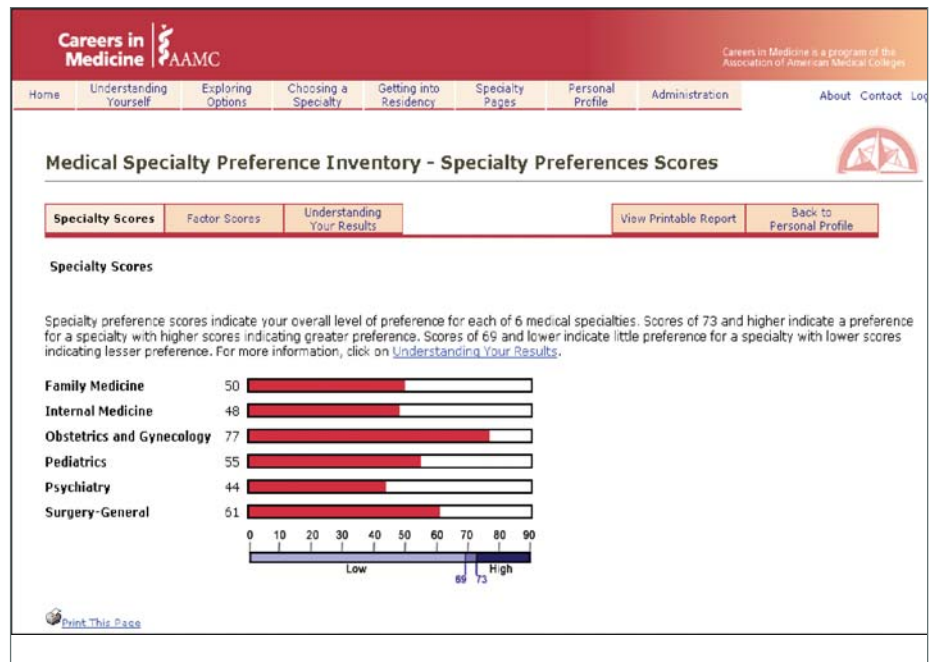 Careers in
Medicine
AAMC
Careers in Medicine is a program of the
Association of American Medical Colleges
Home
Understanding
Yourself
Exploring
Options
Choosing a
Specialty
Getting into
Residency
Specialty
Pages
Personal
Profile
Administration
About Contact Log
Medical Specialty Preference Inventory - Specialty Preferences Scores
Specialty Scores
Factor Scores
Understanding
Your Results
View Printable Report
Back to
Personal Profile
Specialty Scores
Specialty preference scores indicate your overall level of preference for each of 6 medical specialties. Scores of 73 and higher indicate a preference
for a specialty with higher scores indicating greater preference. Scores of 69 and lower indicate little preference for a specialty with lower scores
indicating lesser preference. For more information, click on Understanding Your Results.
Family Medicine 50
Internal Medicine 48
Obstetrics and Gynecology 77
Pediatrics 55
Psychiatry 44
Surgery-General 61
0 10 20 30 40 50 60 70 80 90
Low High
69 73
Print This Page